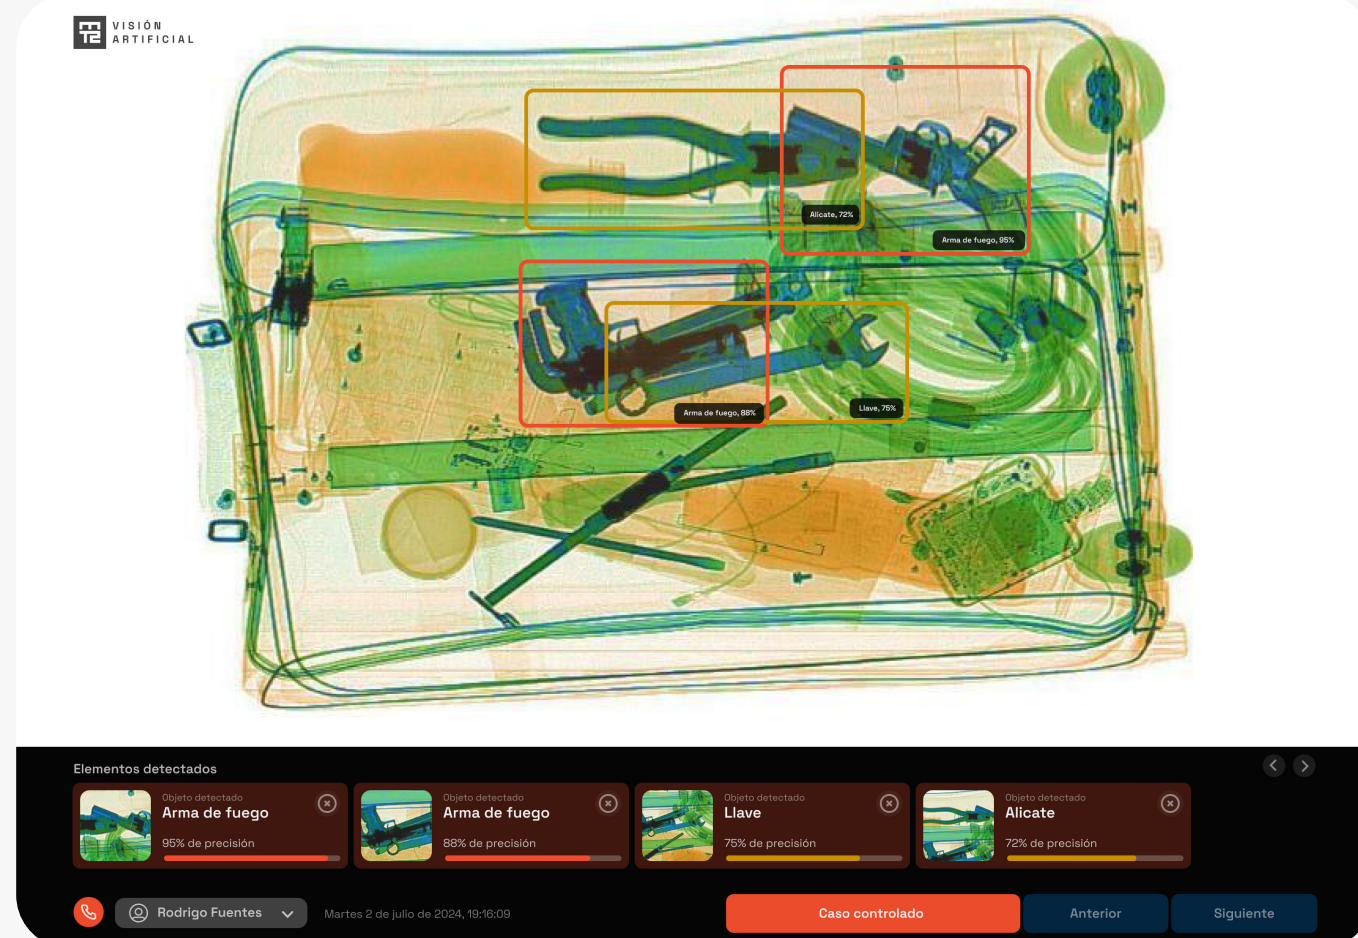 VISIÓN
ARTIFICIAL
Alicate, 72%
Arma de fuego, 95%
Llave, 75%
Arma de fuego, 88%
Elementos detectados
Objeto detectado
Arma de fuego
95% de precisión
Objeto detectado
Arma de fuego
88% de precisión
Objeto detectado
Llave
75% de precisión
Objeto detectado
Alicate
72% de precisión
Rodrigo Fuentes
Martes 2 de julio de 2024, 19:16:09
Caso controlado
Anterior
Siguiente